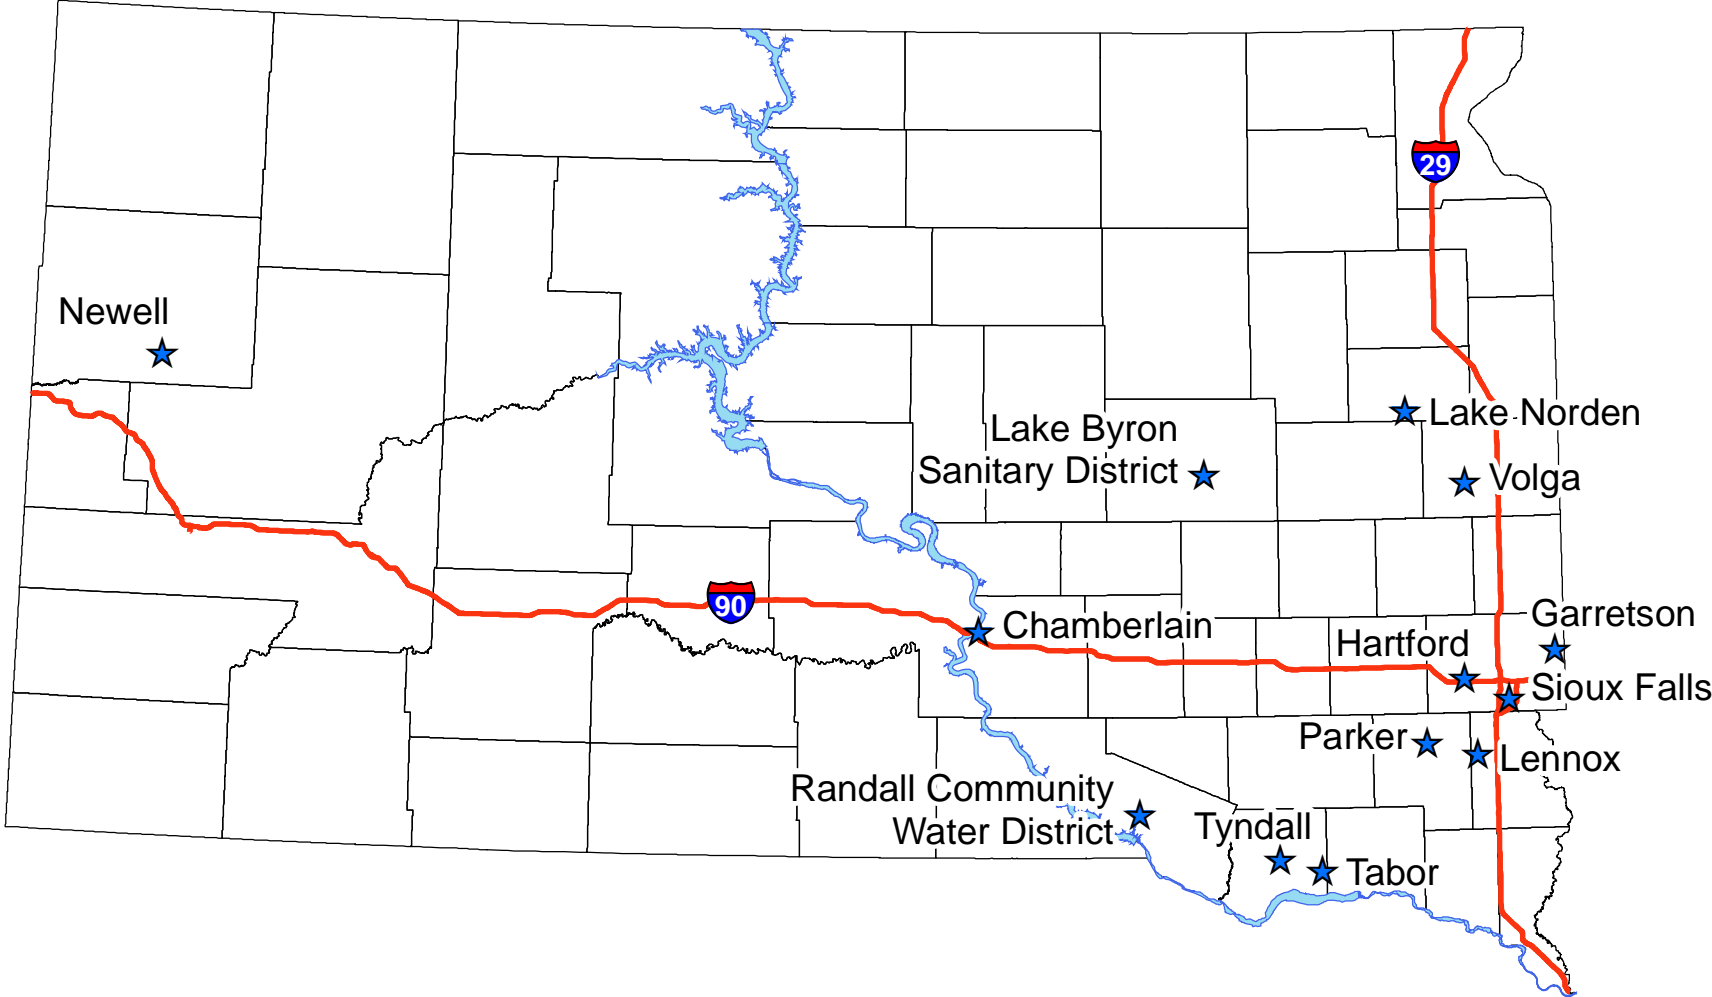 29
Newell
Lake Norden
Lake Byron
Sanitary District
Volga
90
Chamberlain
Garretson
Hartford
Sioux Falls
Parker
Lennox
Randall Community
Water District
Tyndall
Tabor